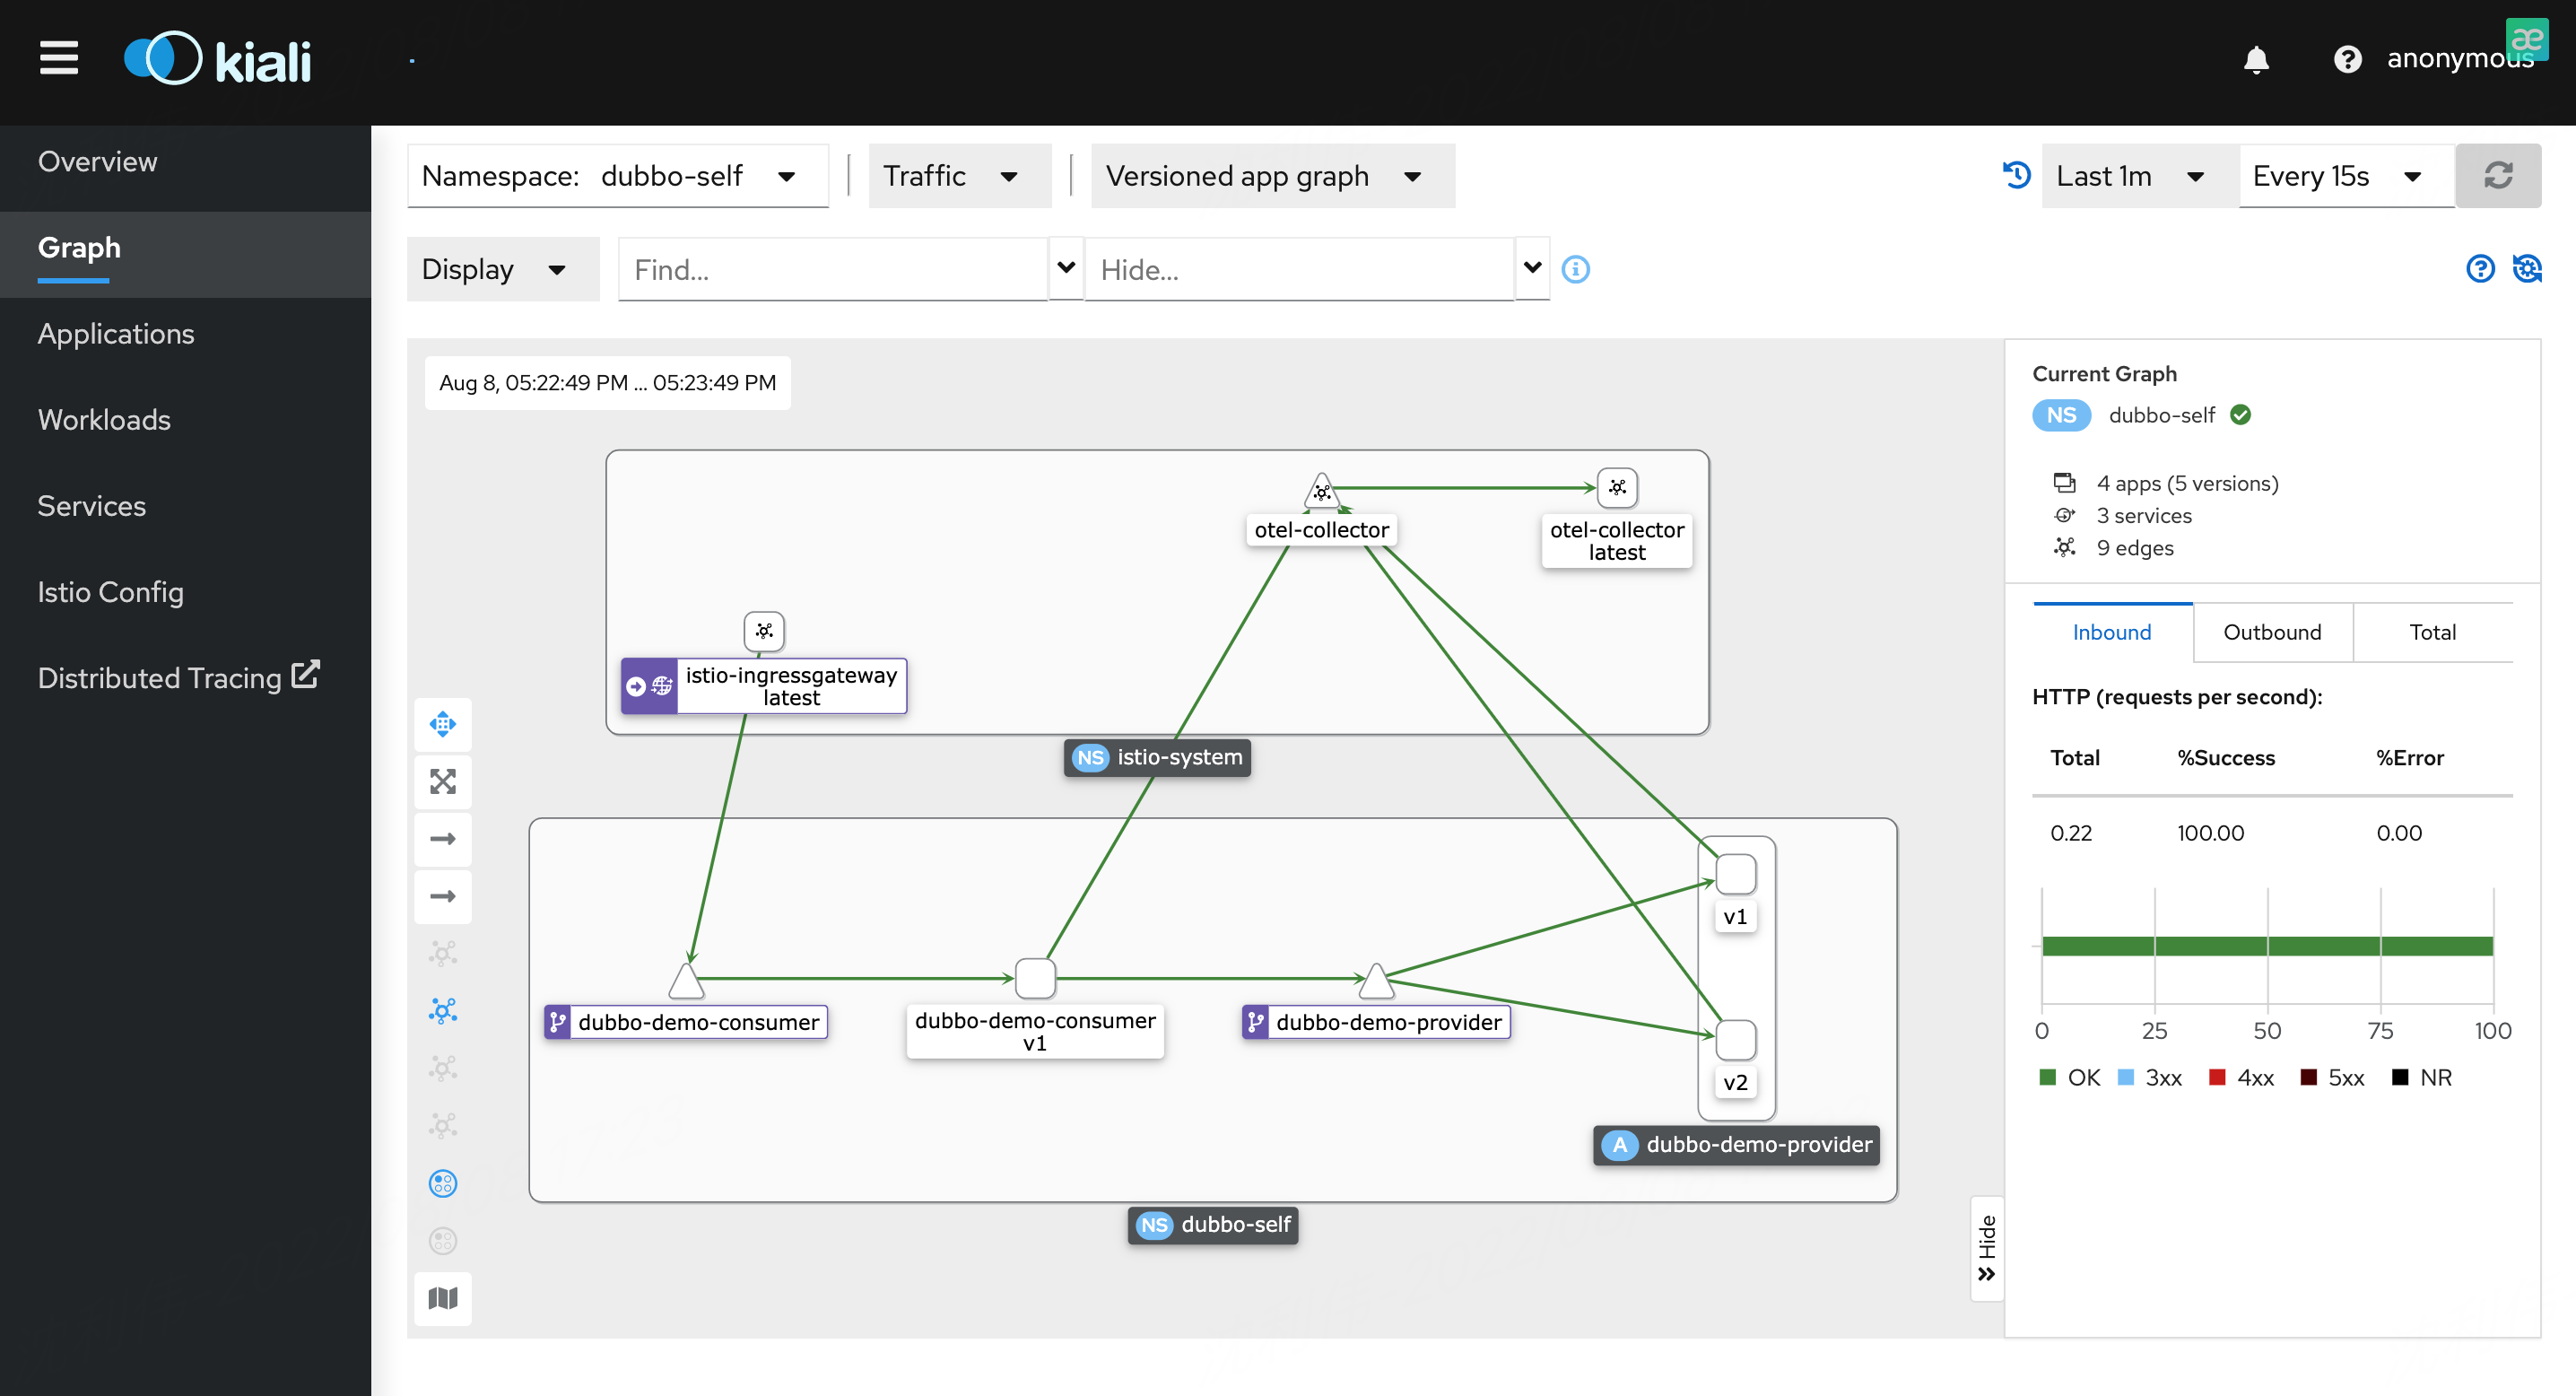 kiali
anonymous
æ
Overview
Graph
Applications
Workloads
Services
Istio Config
Distributed Tracing
Namespace: dubbo-self
Traffic
Versioned app graph
Last 1m
Every 15s
Display
Find...
Hide...
Aug 8, 05:22:49 PM ... 05:23:49 PM
otel-collector
otel-collector
latest
istio-ingressgateway
latest
NS istio-system
v1
dubbo-demo-consumer
dubbo-demo-consumer
v1
dubbo-demo-provider
v2
A dubbo-demo-provider
NS dubbo-self
Hide
Current Graph
NS dubbo-self
4 apps (5 versions)
3 services
9 edges
Inbound
Outbound
Total
HTTP (requests per second):
Total %Success %Error
0.22 100.00 0.00
0 25 50 75 100
OK 3xx 4xx 5xx NR